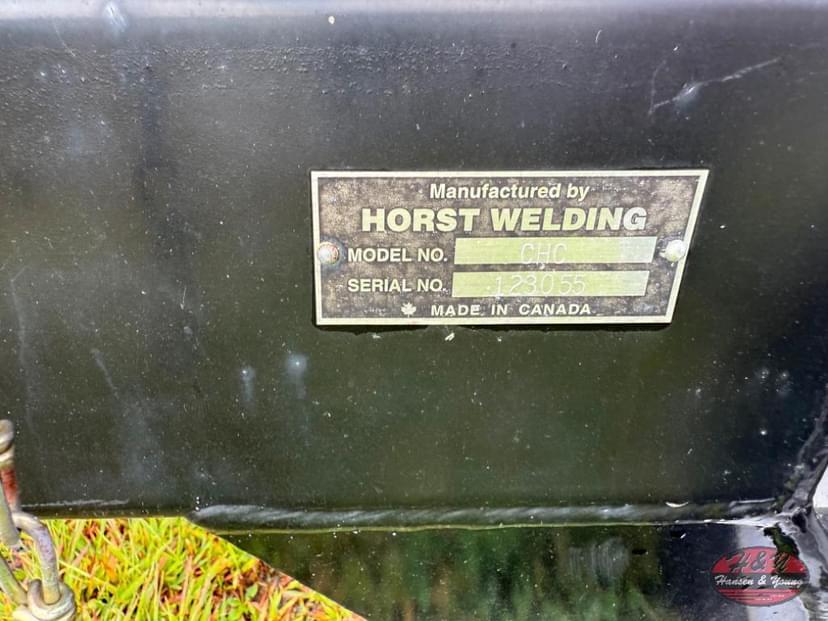 Manufactured by
HORST WELDING
MODEL NO. CHC
SERIAL NO. 123055
MADE IN CANADA
H&Y
Hansen & Young